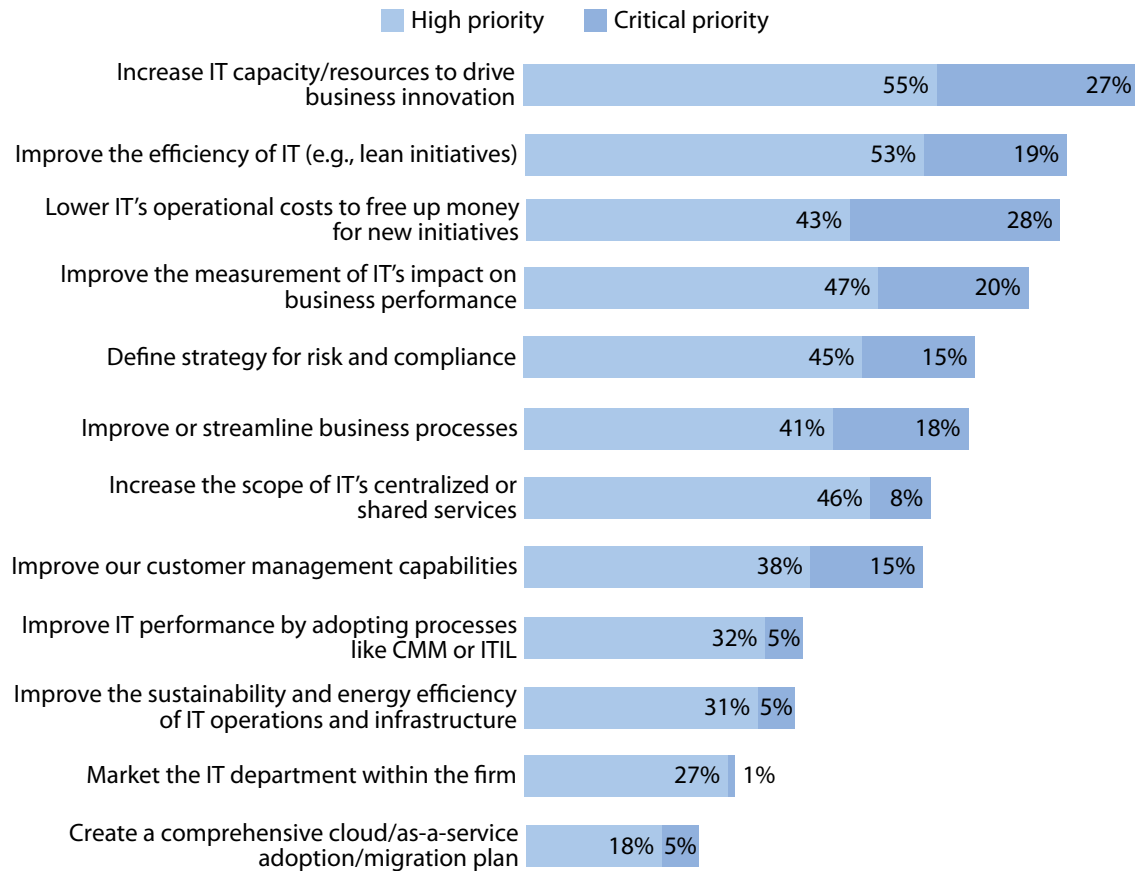 High priority Critical priority
Increase IT capacity/resources to drive
business innovation
55% 27%
Improve the efficiency of IT (e.g., lean initiatives) 53% 19%
Lower IT’s operational costs to free up money
for new initiatives
43% 28%
Improve the measurement of IT’s impact on
business performance
47% 20%
Define strategy for risk and compliance 45% 15%
Improve or streamline business processes 41% 18%
Increase the scope of IT’s centralized or
shared services
46% 8%
Improve our customer management capabilities 38% 15%
Improve IT performance by adopting processes
like CMM or ITIL
32% 5%
Improve the sustainability and energy efficiency
of IT operations and infrastructure
31% 5%
Market the IT department within the firm 27% 1%
Create a comprehensive cloud/as-a-service
adoption/migration plan
18% 5%